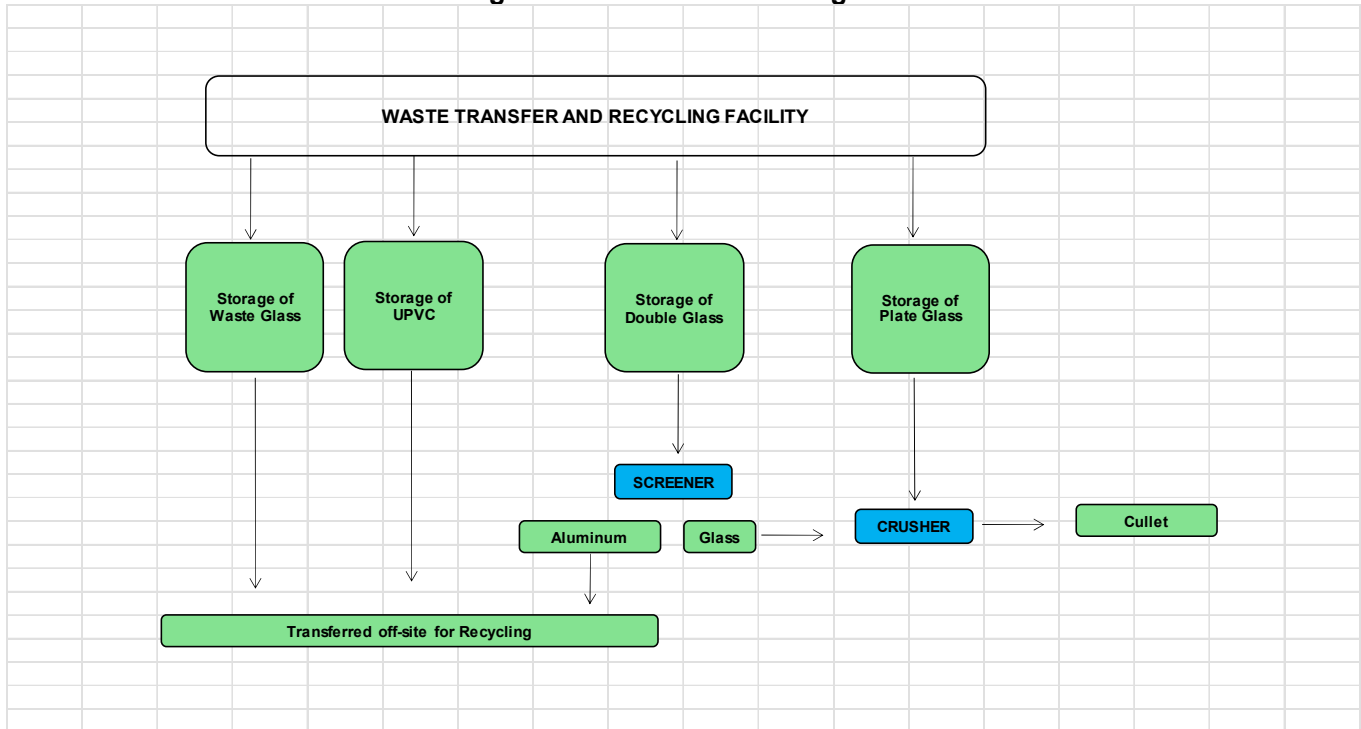 WASTE TRANSFER AND RECYCLING FACILITY
Storage of
Waste Glass
Storage of
UPVC
Storage of
Double Glass
Storage of
Plate Glass
SCREENER
Aluminum
Glass
CRUSHER
Cullet
Transferred off-site for Recycling